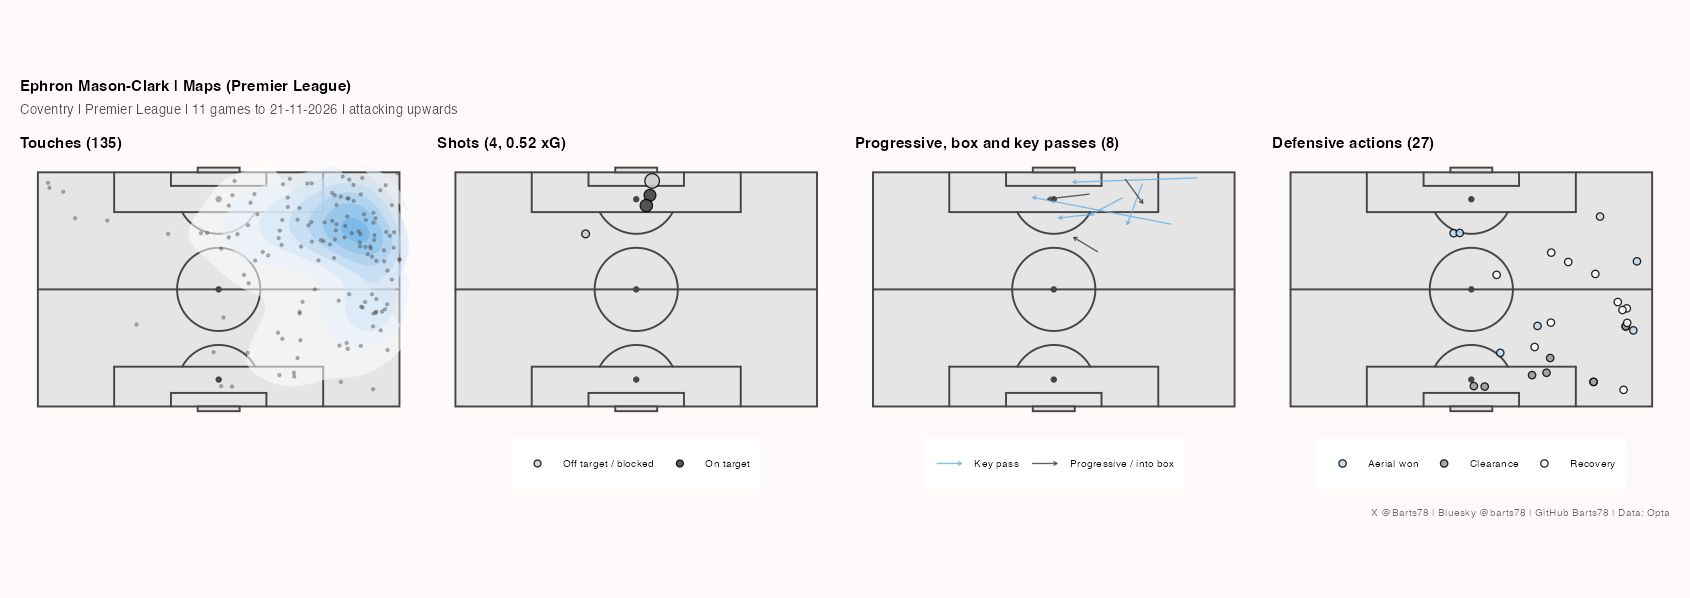 Ephron Mason-Clark | Maps (Premier League)
Coventry | Premier League | 11 games to 21-11-2026 | attacking upwards
Touches (135)
Shots (4, 0.52 xG)
Progressive, box and key passes (8)
Defensive actions (27)
Off target / blocked
On target
Key pass
Progressive / into box
Aerial won
Clearance
Recovery
X @Barts78 | Bluesky @barts78 | GitHub Barts78 | Data: Opta